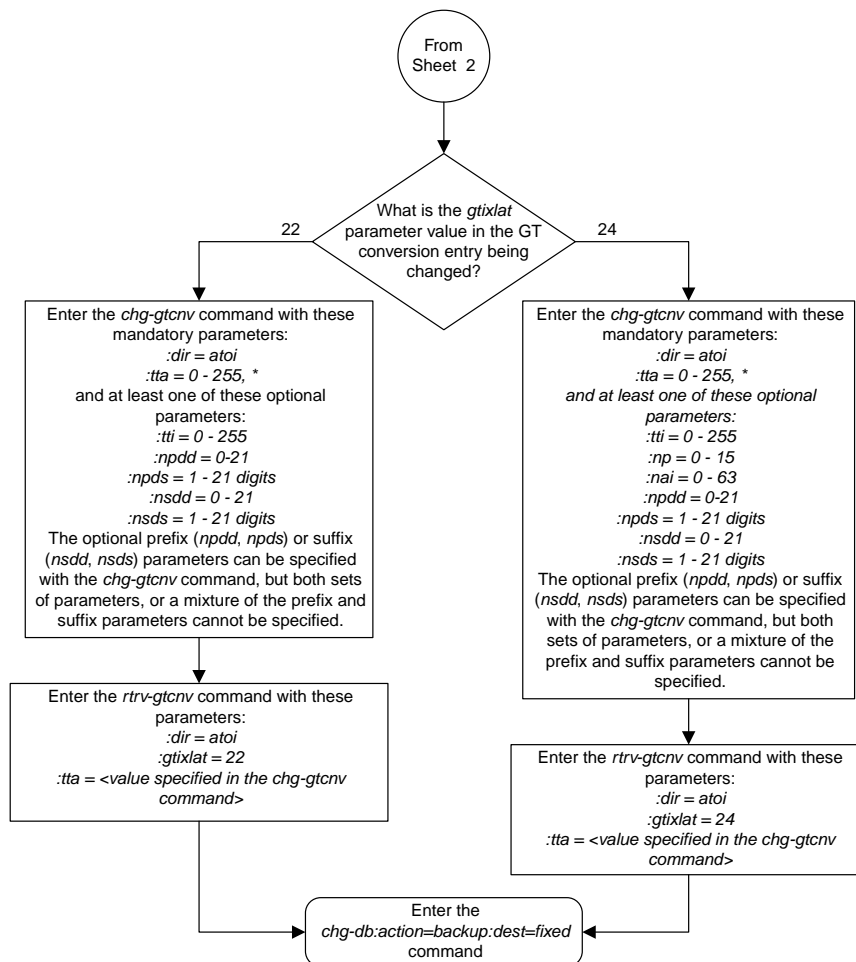 From
Sheet 2
What is the gtixlat
parameter value in the GT
conversion entry being
changed?
22
24
Enter the chg-gtcnv command with these
mandatory parameters:
:dir = atoi
:tta = 0 - 255, *
and at least one of these optional
parameters:
:tti = 0 - 255
:npdd = 0-21
:npds = 1 - 21 digits
:nsdd = 0 - 21
:nsds = 1 - 21 digits
The optional prefix (npdd, npds) or suffix
(nsdd, nsds) parameters can be specified
with the chg-gtcnv command, but both sets
of parameters, or a mixture of the prefix and
suffix parameters cannot be specified.
Enter the rtrv-gtcnv command with these
parameters:
:dir = atoi
:gtixlat = 22
:tta = <value specified in the chg-gtcnv
command>
Enter the chg-gtcnv command with these
mandatory parameters:
:dir = atoi
:tta = 0 - 255, *
and at least one of these optional
parameters:
:tti = 0 - 255
:np = 0 - 15
:nai = 0 - 63
:npdd = 0-21
:npds = 1 - 21 digits
:nsdd = 0 - 21
:nsds = 1 - 21 digits
The optional prefix (npdd, npds) or suffix
(nsdd, nsds) parameters can be specified
with the chg-gtcnv command, but both
sets of parameters, or a mixture of the
prefix and suffix parameters cannot be
specified.
Enter the rtrv-gtcnv command with these
parameters:
:dir = atoi
:gtixlat = 24
:tta = <value specified in the chg-gtcnv
command>
Enter the
chg-db:action=backup:dest=fixed
command